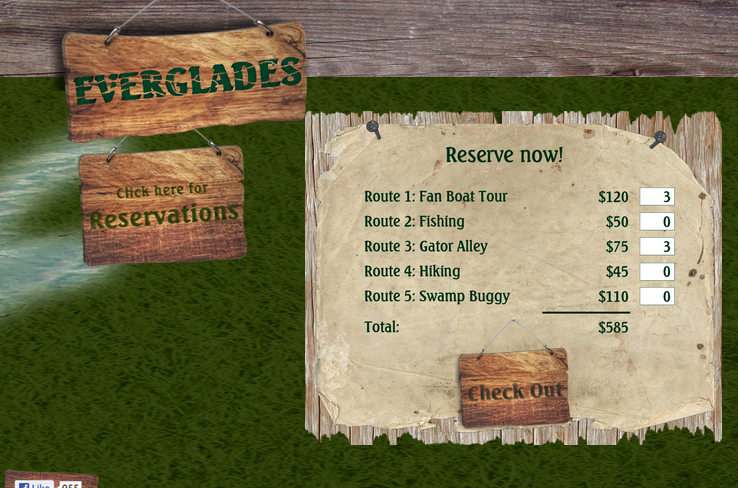 EVERGLADES
Click here for
Reservations
Reserve now!
Route 1: Fan Boat Tour $120 3
Route 2: Fishing $50 0
Route 3: Gator Alley $75 3
Route 4: Hiking $45 0
Route 5: Swamp Buggy $110 0
Total: $585
Check Out
Like